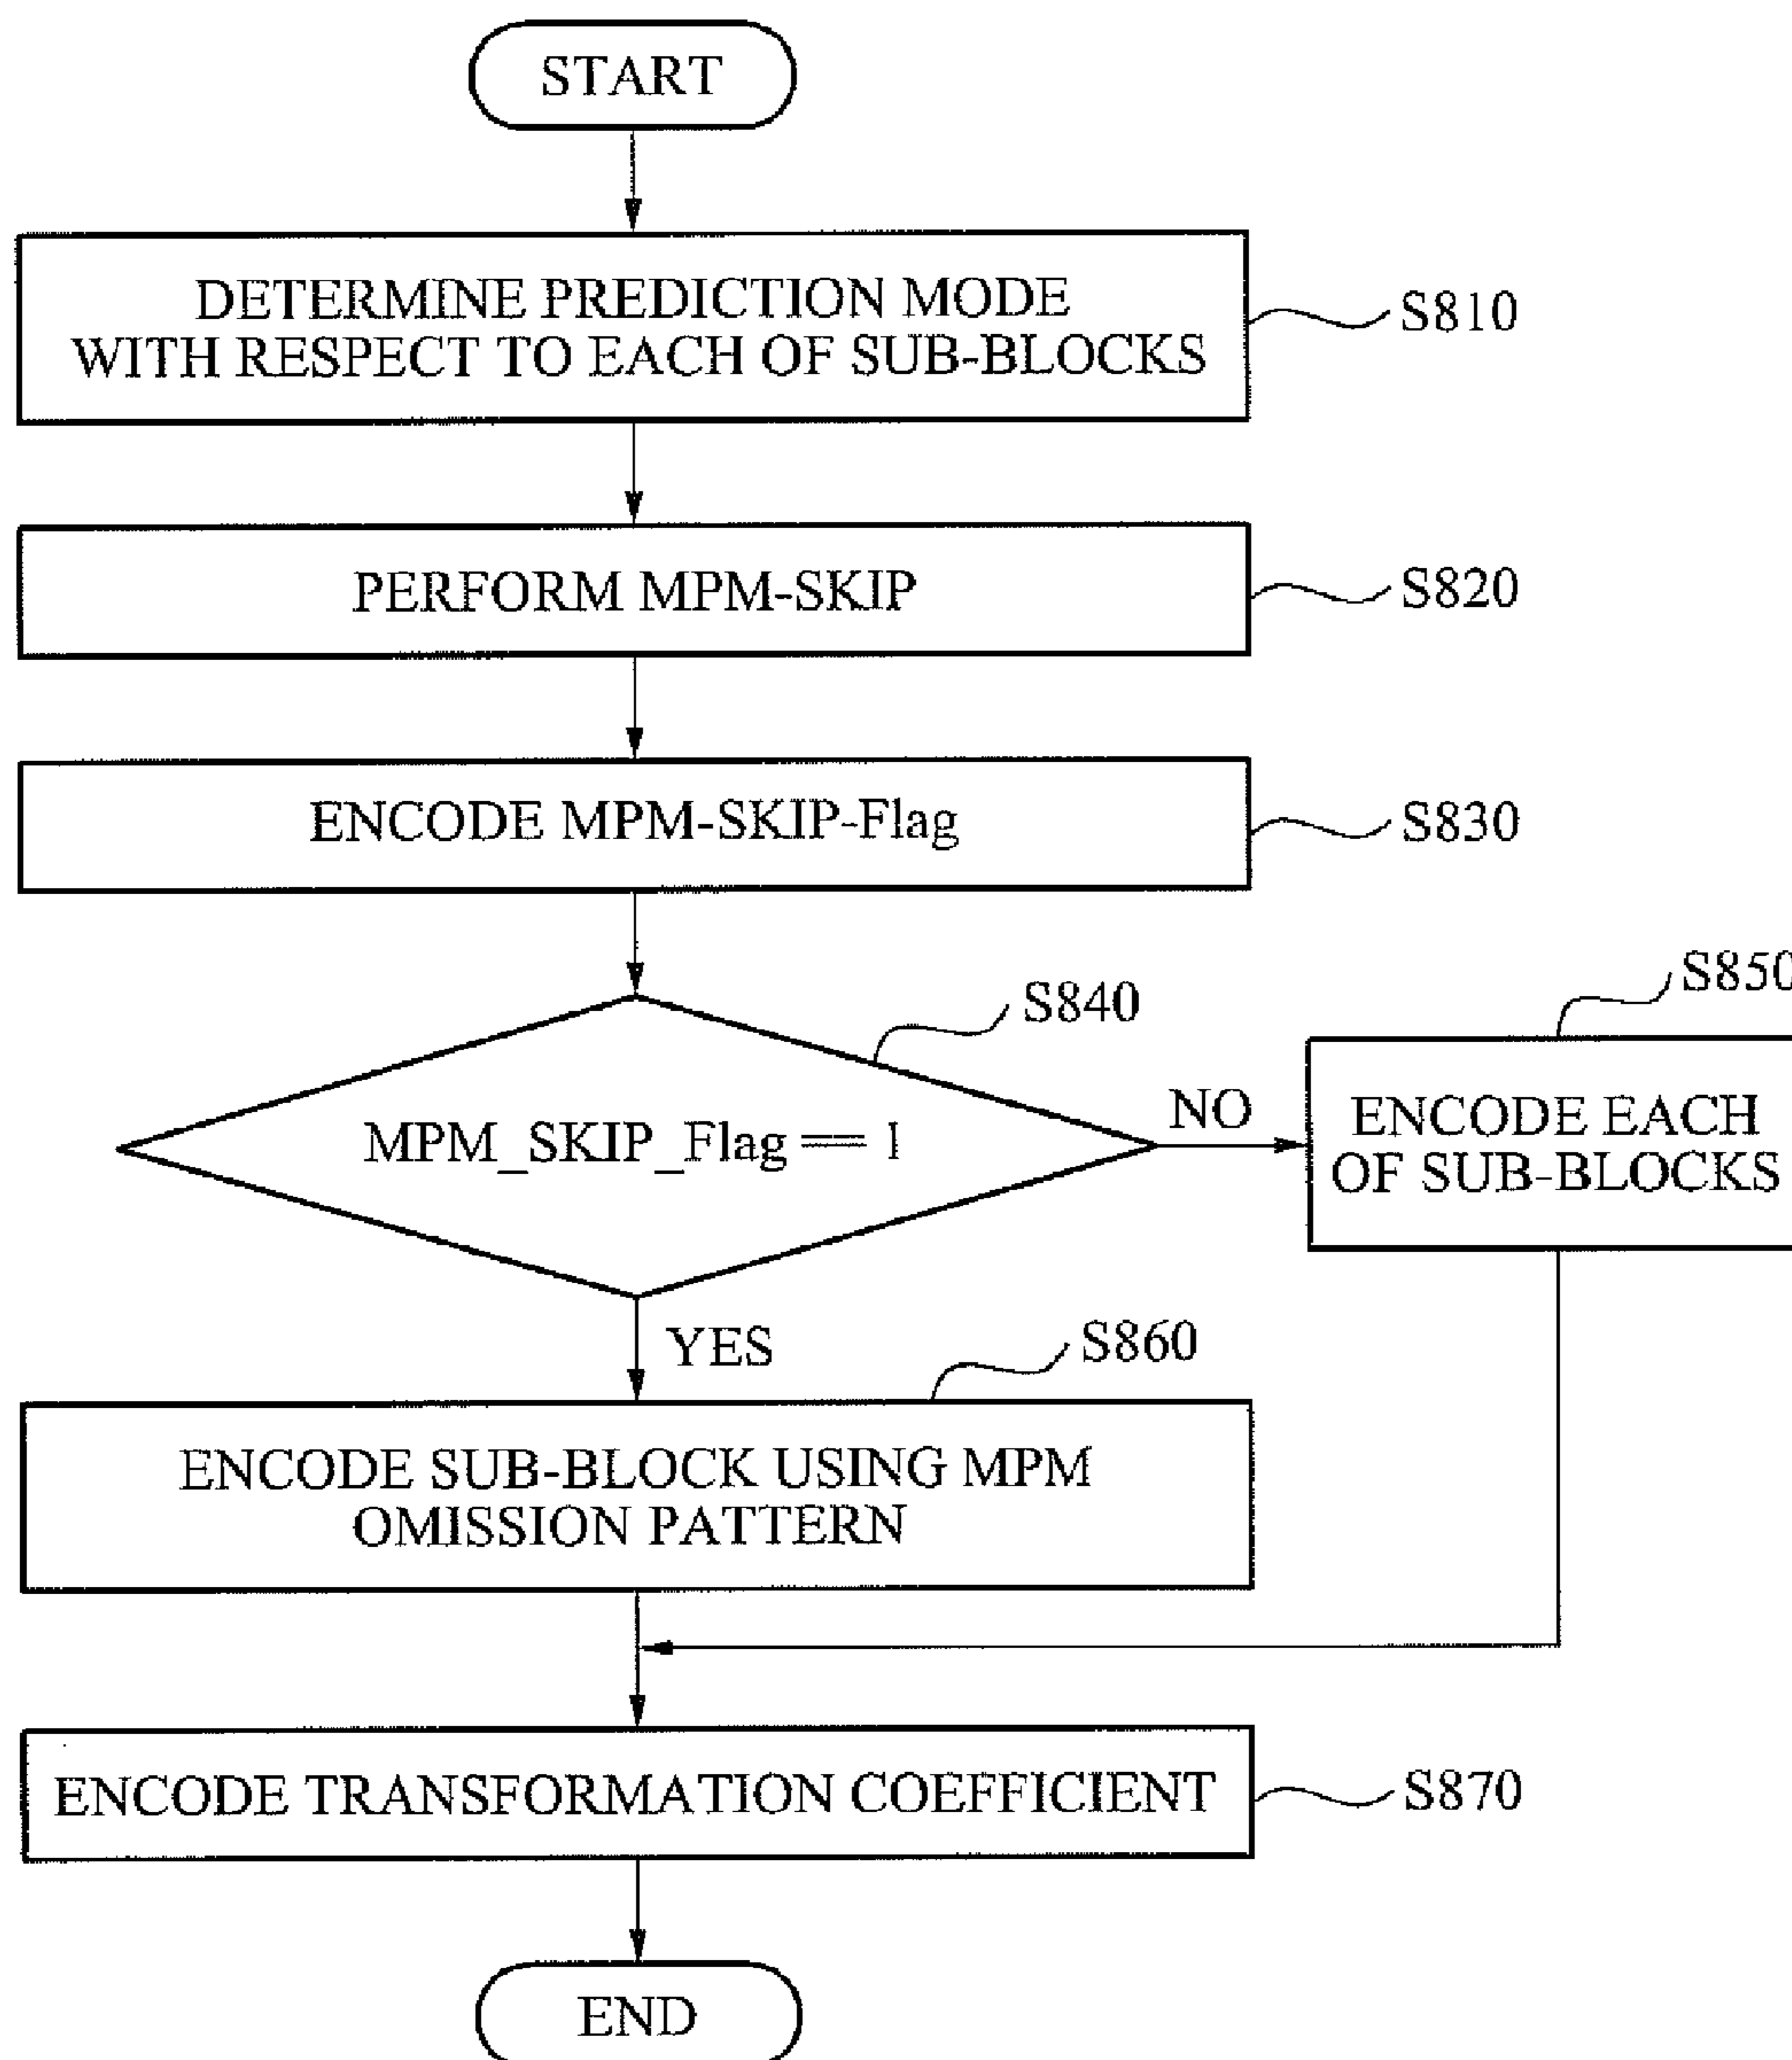 START
DETERMINE PREDICTION MODE
WITH RESPECT TO EACH OF SUB-BLOCKS
S810
PERFORM MPM-SKIP
S820
ENCODE MPM-SKIP-Flag
S830
MPM_SKIP_Flag == 1
S840
NO
S850
ENCODE EACH
OF SUB-BLOCKS
YES
S860
ENCODE SUB-BLOCK USING MPM
OMISSION PATTERN
ENCODE TRANSFORMATION COEFFICIENT
S870
END